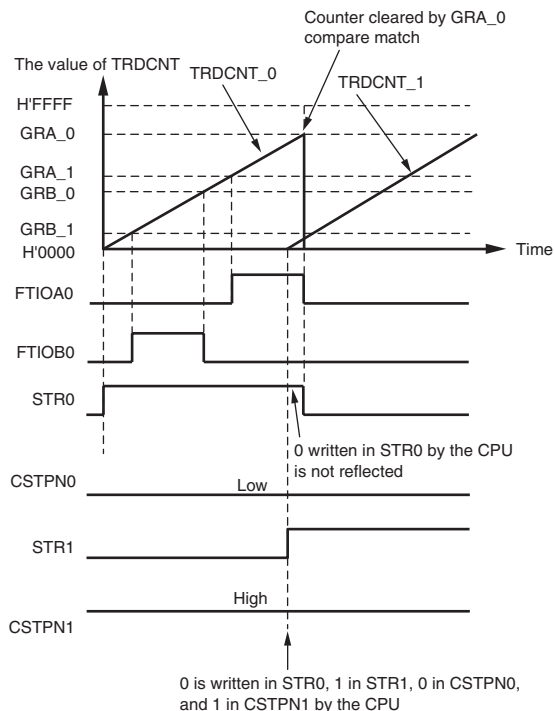 Counter cleared by GRA_0
compare match
The value of TRDCNT
TRDCNT_0
TRDCNT_1
H'FFFF
GRA_0
GRA_1
GRB_0
GRB_1
H'0000
Time
FTIOA0
FTIOB0
STR0
0 written in STR0 by the CPU
is not reflected
CSTPN0
Low
STR1
High
CSTPN1
0 is written in STR0, 1 in STR1, 0 in CSTPN0,
and 1 in CSTPN1 by the CPU